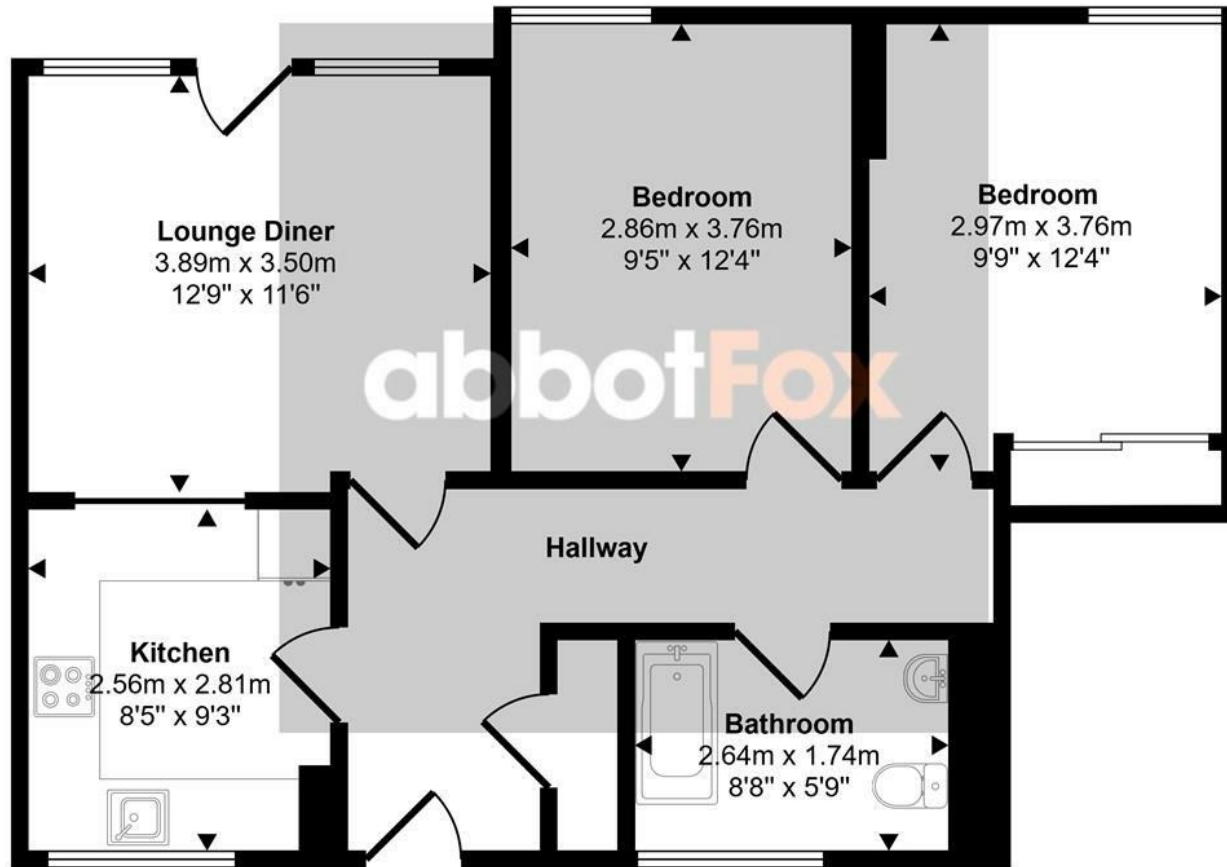 Lounge Diner
3.89m x 3.50m
12'9" x 11'6"
Bedroom
2.86m x 3.76m
9'5" x 12'4"
Bedroom
2.97m x 3.76m
9'9" x 12'4"
abbotFox
Hallway
Kitchen
2.56m x 2.81m
8'5" x 9'3"
Bathroom
2.64m x 1.74m
8'8" x 5'9"